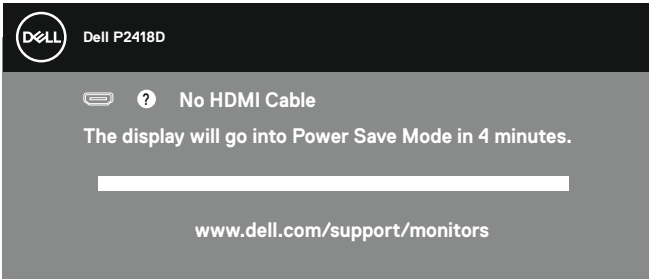 DELL
Dell P2418D
? No HDMI Cable
The display will go into Power Save Mode in 4 minutes.
www.dell.com/support/monitors